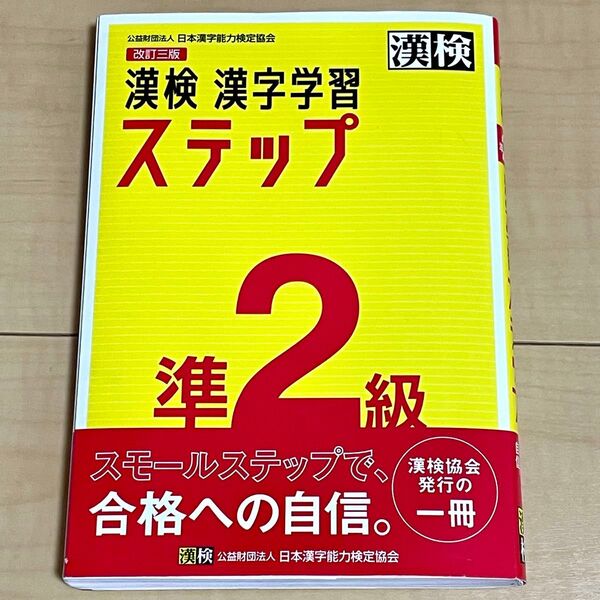 公益財団法人 日本漢字能力検定協会
漢検
改訂三版
漢検 漢字学習
ステップ
準2級
スモールステップで、
合格への自信。
漢検協会
発行の
一冊
漢検 公益財団法人 日本漢字能力検定協会